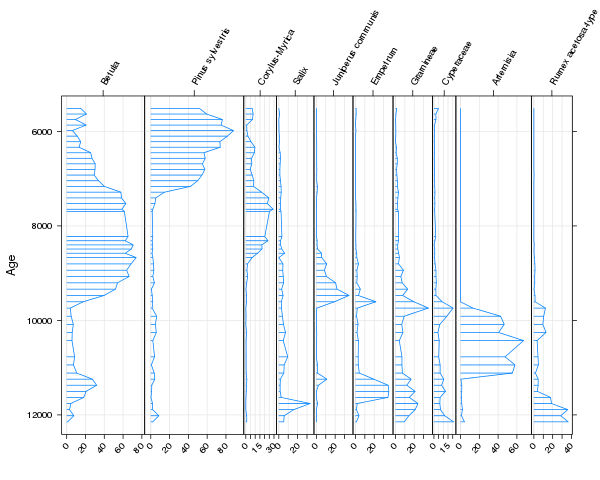 Betula
Pinus sylvestris
Corylus-Myrica
Salix
Juniperus communis
Empetrum
Gramineae
Cyperaceae
Artemisia
Rumex acetosa-type
Age
6000
8000
10000
12000
0 20 40 60 80
0 20 40 60 80
0 15 30
0 20
0 20
0 20
0 20
0 15
0 20 60
0 20 40